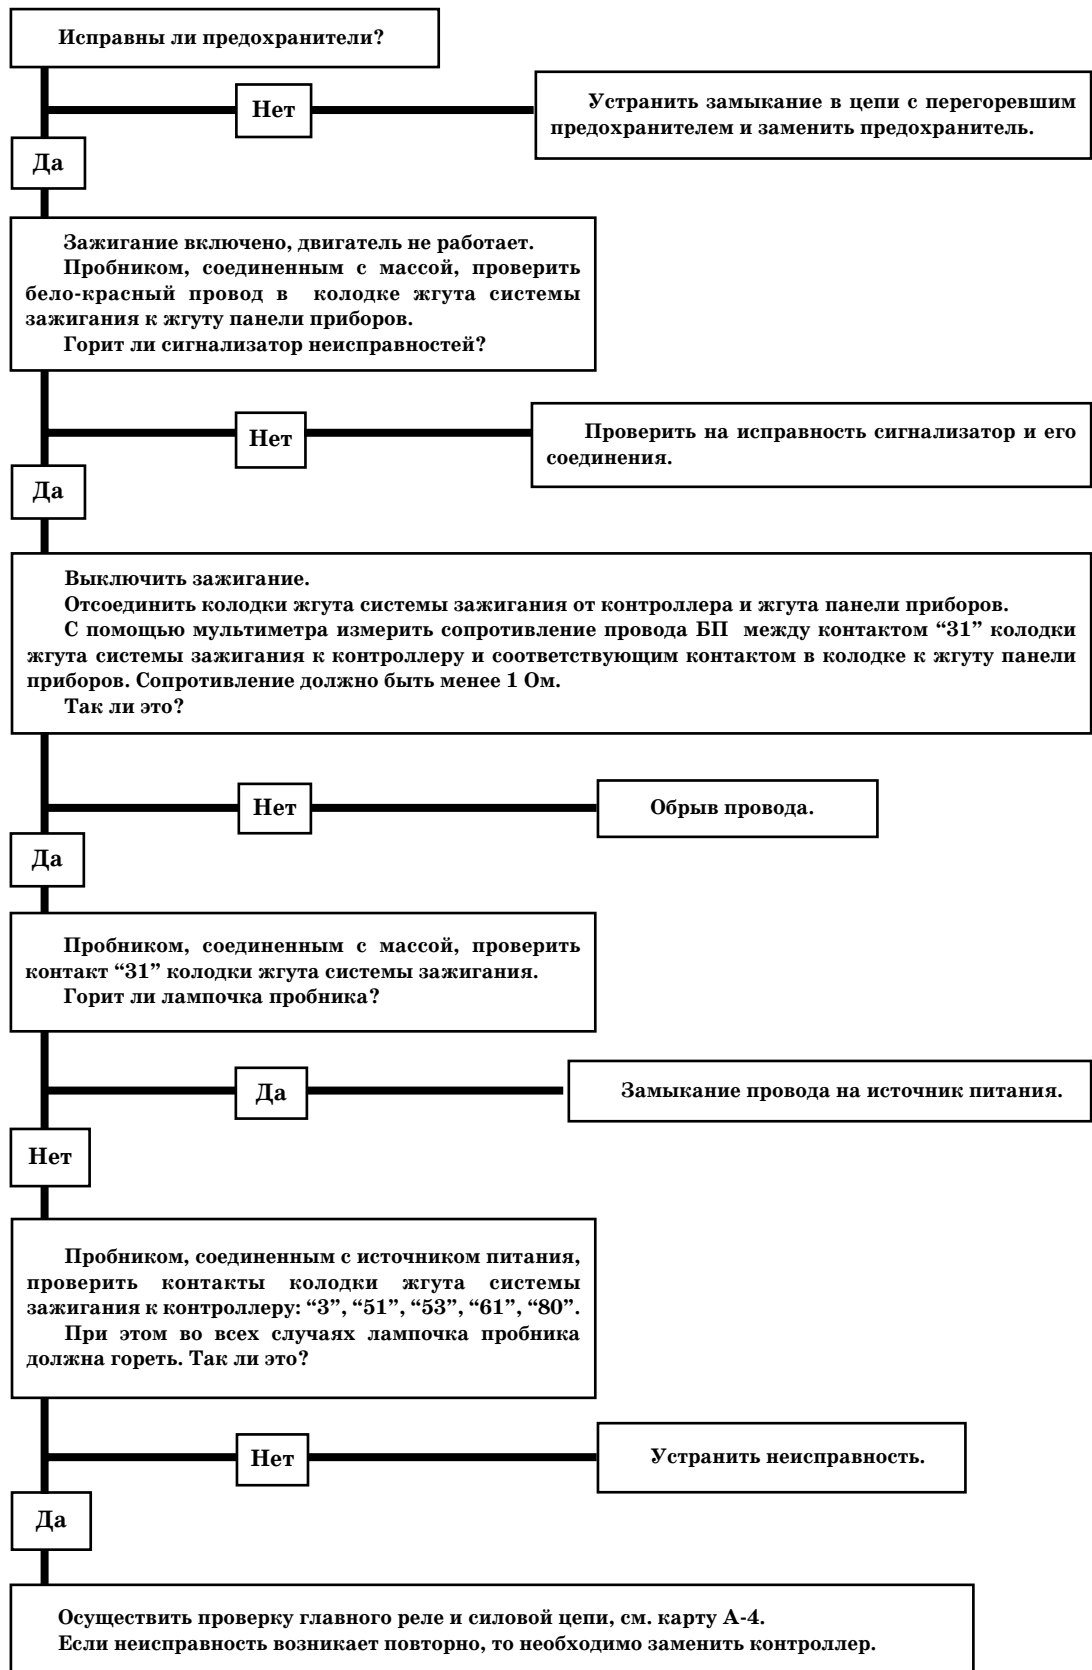 Исправны ли предохранители?
Нет
Устранить замыкание в цепи с перегоревшим
предохранителем и заменить предохранитель.
Да
Зажигание включено, двигатель не работает.
Пробником, соединенным с массой, проверить
бело-красный провод в колодке жгута системы
зажигания к жгуту панели приборов.
Горит ли сигнализатор неисправностей?
Нет
Проверить на исправность сигнализатор и его
соединения.
Да
Выключить зажигание.
Отсоединить колодки жгута системы зажигания от контроллера и жгута панели приборов.
С помощью мультиметра измерить сопротивление провода БП между контактом “31” колодки
жгута системы зажигания к контроллеру и соответствующим контактом в колодке к жгуту панели
приборов. Сопротивление должно быть менее 1 Ом.
Так ли это?
Нет
Обрыв провода.
Да
Пробником, соединенным с массой, проверить
контакт “31” колодки жгута системы зажигания.
Горит ли лампочка пробника?
Да
Замыкание провода на источник питания.
Нет
Пробником, соединенным с источником питания,
проверить контакты колодки жгута системы
зажигания к контроллеру: “3”, “51”, “53”, “61”, “80”.
При этом во всех случаях лампочка пробника
должна гореть. Так ли это?
Нет
Устранить неисправность.
Да
Осуществить проверку главного реле и силовой цепи, см. карту А-4.
Если неисправность возникает повторно, то необходимо заменить контроллер.